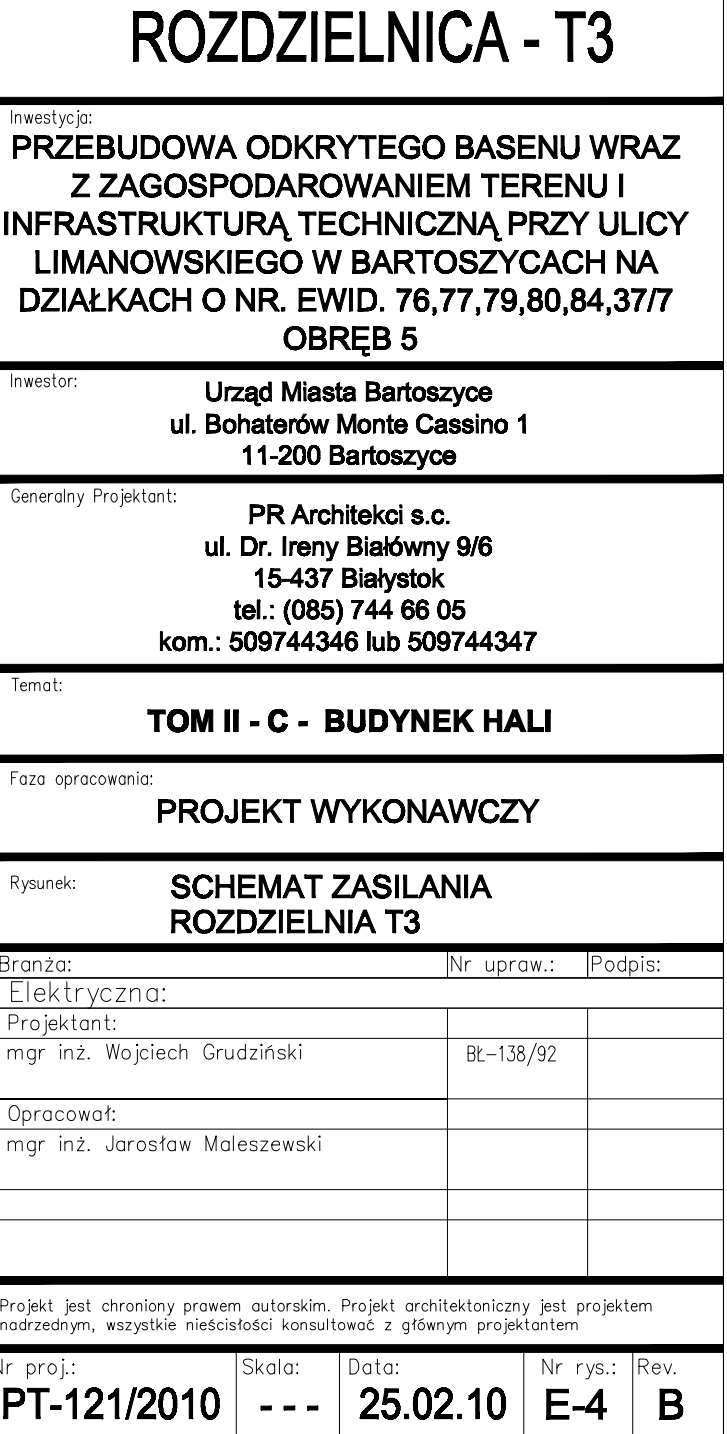 ROZDZIELNICA - T3
Inwestycja:
PRZEBUDOWA ODKRYTEGO BASENU WRAZ
Z ZAGOSPODAROWANIEM TERENU I
INFRASTRUKTURĄ TECHNICZNĄ PRZY ULICY
LIMANOWSKIEGO W BARTOSZYCACH NA
DZIAŁKACH O NR. EWID. 76,77,79,80,84,37/7
OBRĘB 5
Inwestor:
Urząd Miasta Bartoszyce
ul. Bohaterów Monte Cassino 1
11-200 Bartoszyce
Generalny Projektant:
PR Architekci s.c.
ul. Dr. Ireny Białówny 9/6
15-437 Białystok
tel.: (085) 744 66 05
kom.: 509744346 lub 509744347
Temat:
TOM II - C - BUDYNEK HALI
Faza opracowania:
PROJEKT WYKONAWCZY
Rysunek:
SCHEMAT ZASILANIA
ROZDZIELNIA T3
Branża: Nr upraw.: Podpis:
Elektryczna:
Projektant:
mgr inż. Wojciech Grudziński BŁ-138/92
Opracował:
mgr inż. Jarosław Maleszewski
Projekt jest chroniony prawem autorskim. Projekt architektoniczny jest projektem
nadrzednym, wszystkie nieścisłości konsultować z głównym projektantem
Nr proj.: Skala: Data: Nr rys.: Rev.
PT-121/2010 - - - 25.02.10 E-4 B